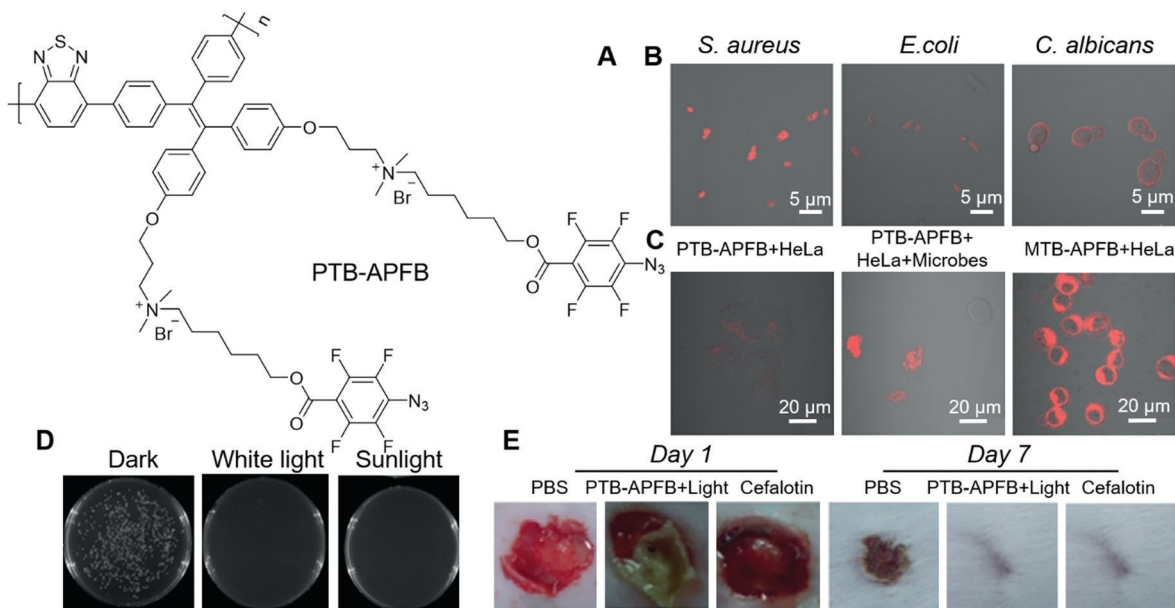 n
S
N
N
O
N
+
Br
−
F
F
O
O
N₃
F
F
PTB-APFB
O
N
+
Br
−
F
F
O
O
N₃
F
F
A
B
S. aureus
E.coli
C. albicans
5 μm
5 μm
5 μm
C
PTB-APFB+HeLa
PTB-APFB+
HeLa+Microbes
MTB-APFB+HeLa
20 μm
20 μm
20 μm
D
Dark
White light
Sunlight
E
Day 1
Day 7
PBS
PTB-APFB+Light
Cefalotin
PBS
PTB-APFB+Light
Cefalotin